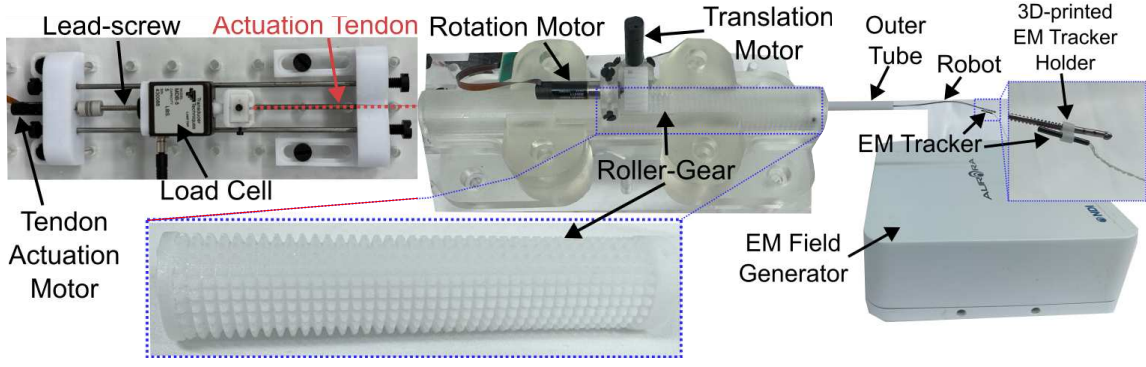 Lead-screw
Actuation Tendon
Load Cell
Tendon
Actuation
Motor
Rotation Motor
Translation
Motor
Roller-Gear
Outer
Tube
Robot
3D-printed
EM Tracker
Holder
EM Tracker
EM Field
Generator
AURORA
NDI